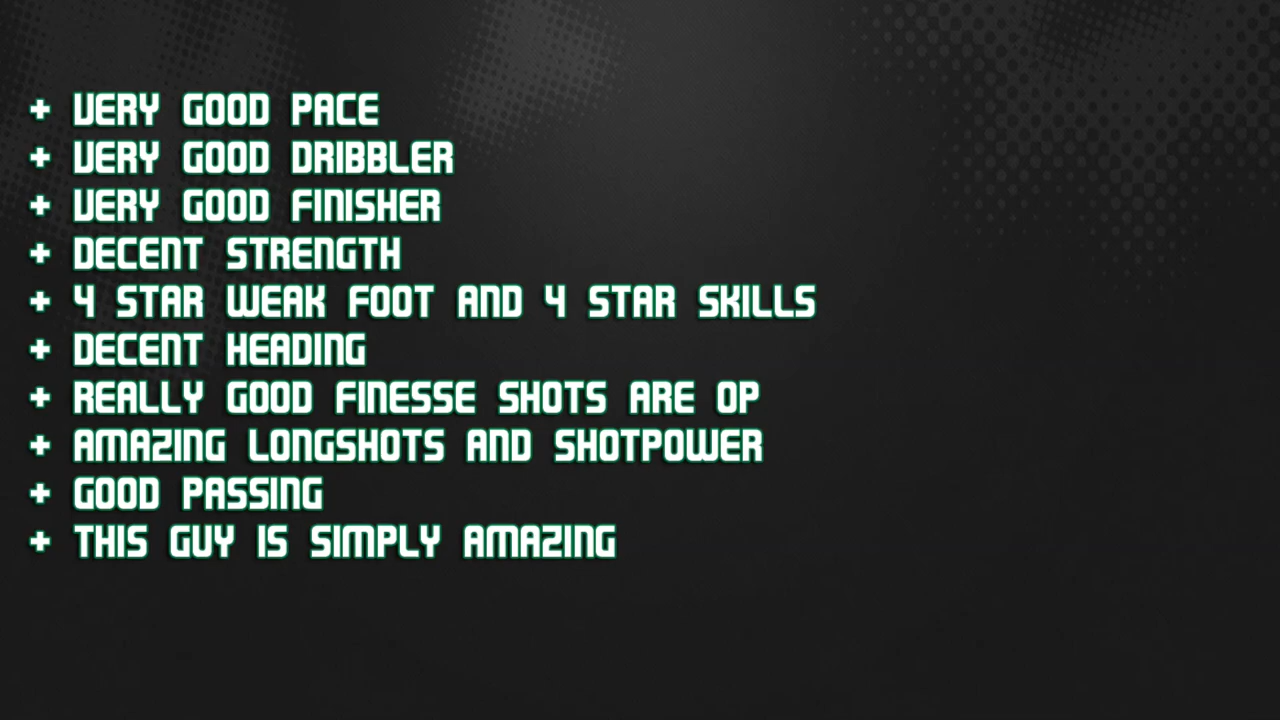 + VERY GOOD PACE
+ VERY GOOD DRIBBLER
+ VERY GOOD FINISHER
+ DECENT STRENGTH
+ 4 STAR WEAK FOOT AND 4 STAR SKILLS
+ DECENT HEADING
+ REALLY GOOD FINESSE SHOTS ARE OP
+ AMAZING LONGSHOTS AND SHOTPOWER
+ GOOD PASSING
+ THIS GUY IS SIMPLY AMAZING